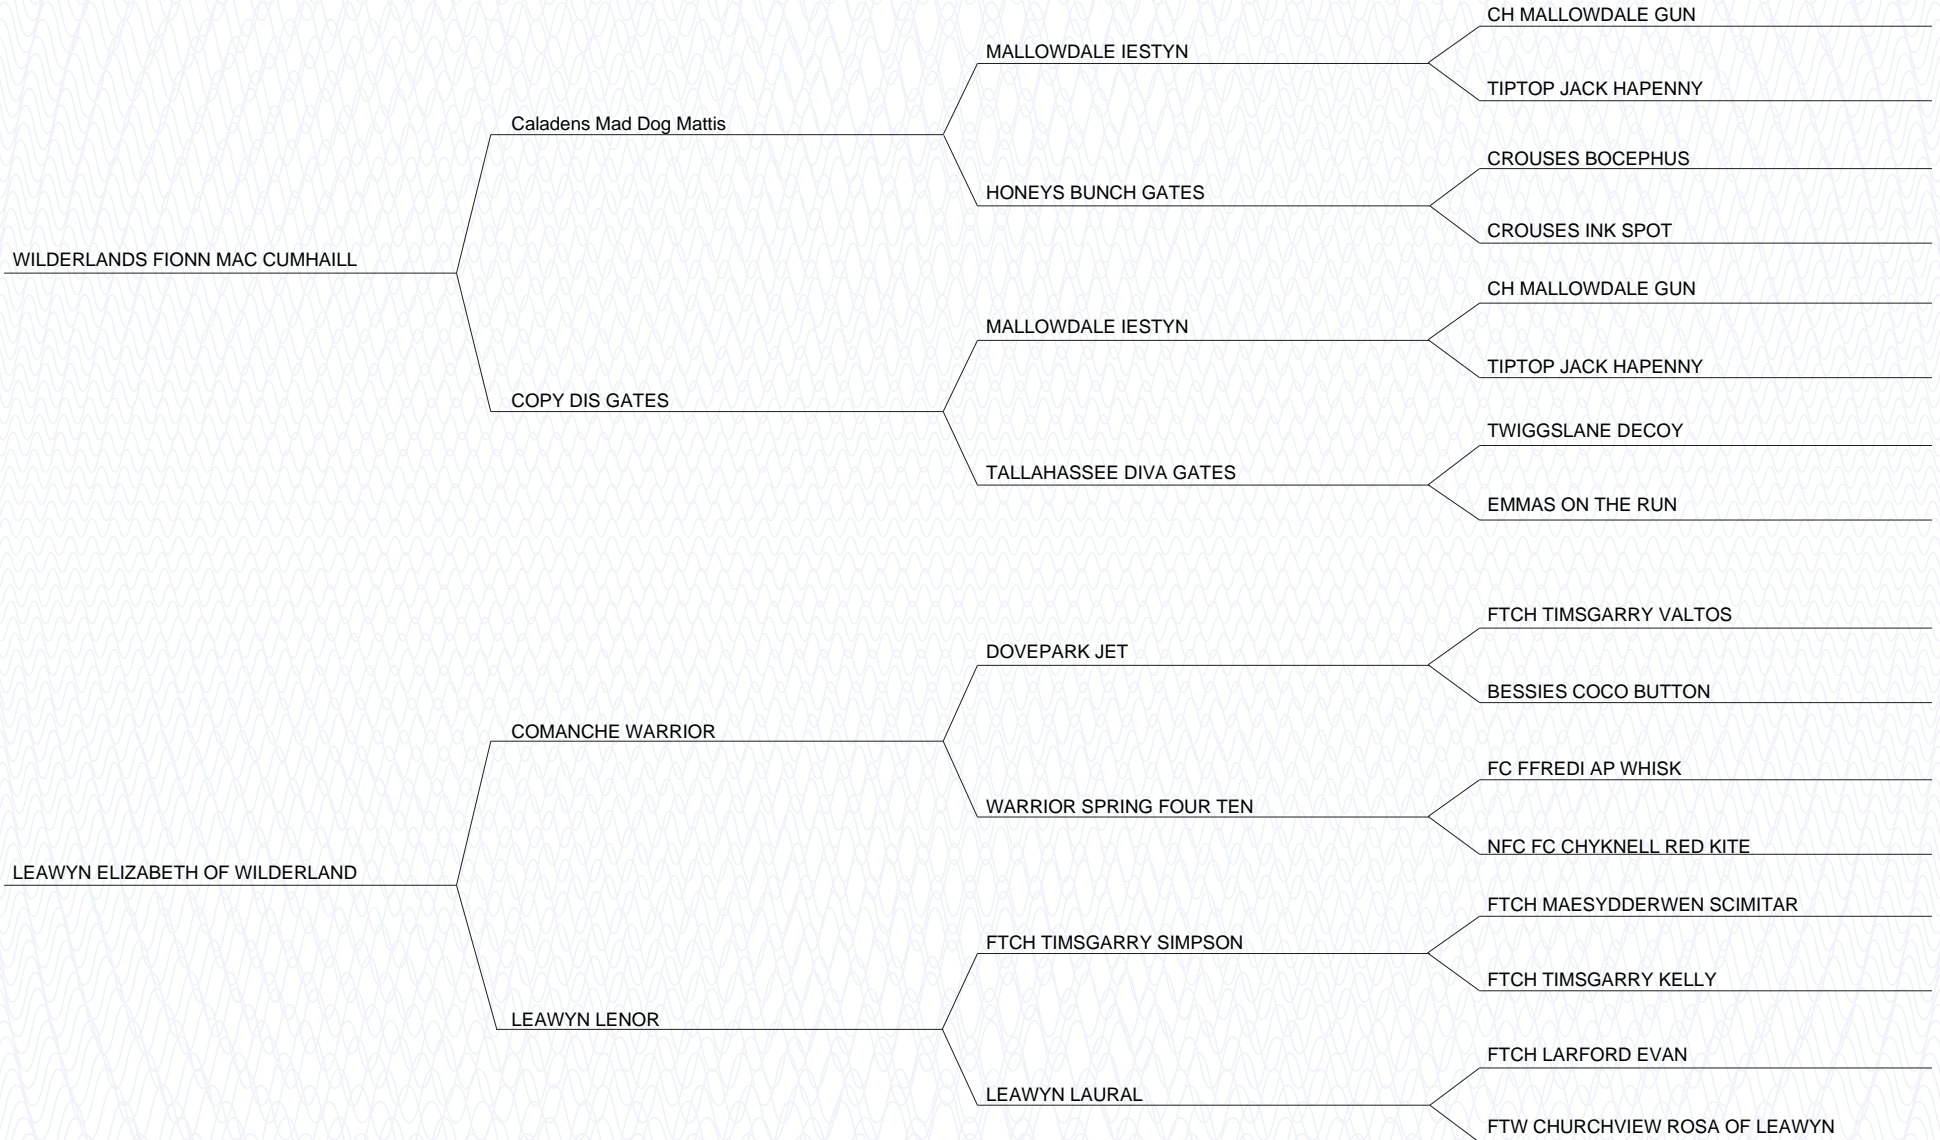 CH MALLOWDALE GUN
MALLOWDALE IESTYN
TIPTOP JACK HAPENNY
Caladens Mad Dog Mattis
CROUSES BOCEPHUS
HONEYS BUNCH GATES
CROUSES INK SPOT
WILDERLANDS FIONN MAC CUMHAILL
CH MALLOWDALE GUN
MALLOWDALE IESTYN
TIPTOP JACK HAPENNY
COPY DIS GATES
TWIGGSLANE DECOY
TALLAHASSEE DIVA GATES
EMMAS ON THE RUN
FTCH TIMSGARRY VALTOS
DOVEPARK JET
BESSIES COCO BUTTON
COMANCHE WARRIOR
FC FFREDI AP WHISK
WARRIOR SPRING FOUR TEN
NFC FC CHYKNELL RED KITE
LEAWYN ELIZABETH OF WILDERLAND
FTCH MAESYDDERWEN SCIMITAR
FTCH TIMSGARRY SIMPSON
FTCH TIMSGARRY KELLY
LEAWYN LENOR
FTCH LARFORD EVAN
LEAWYN LAURAL
FTW CHURCHVIEW ROSA OF LEAWYN